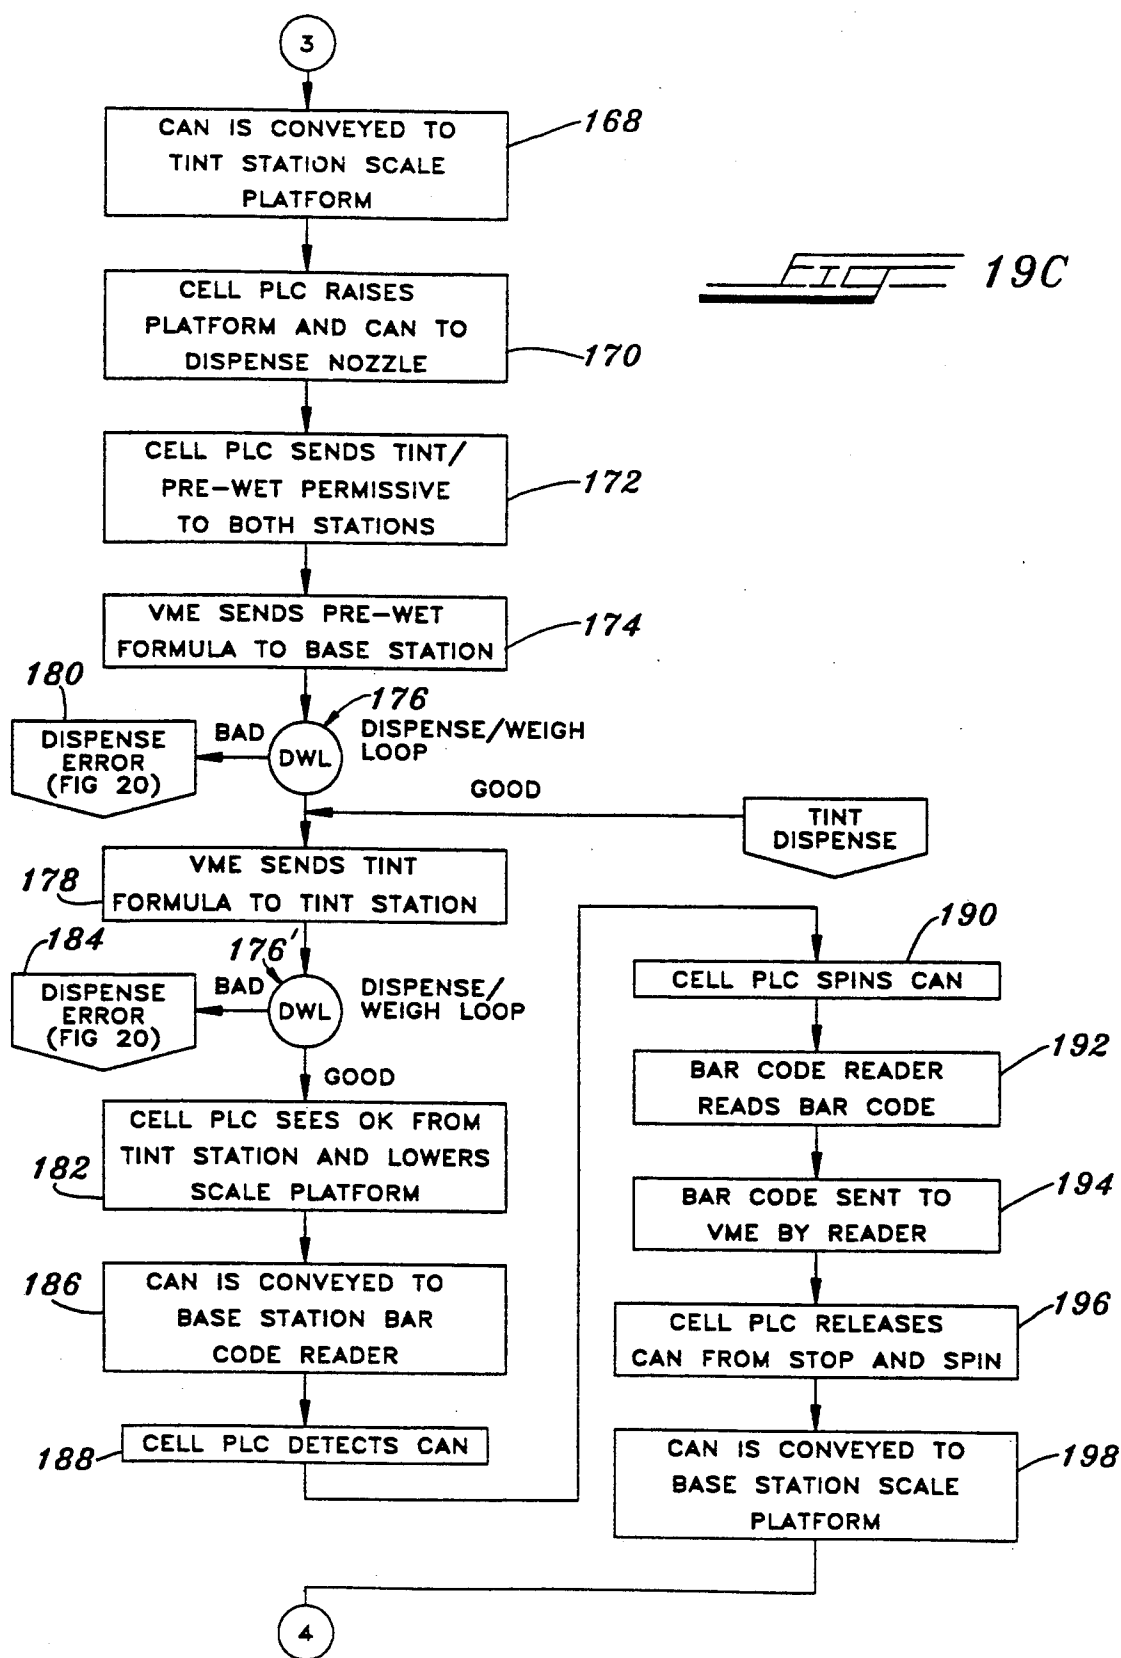 3
CAN IS CONVEYED TO
TINT STATION SCALE
PLATFORM
168
CELL PLC RAISES
PLATFORM AND CAN TO
DISPENSE NOZZLE
170
FIG 19C
CELL PLC SENDS TINT/
PRE-WET PERMISSIVE
TO BOTH STATIONS
172
VME SENDS PRE-WET
FORMULA TO BASE STATION
174
180
DISPENSE
ERROR
(FIG 20)
BAD
DWL
176
DISPENSE/WEIGH
LOOP
GOOD
TINT
DISPENSE
178
VME SENDS TINT
FORMULA TO TINT STATION
184
DISPENSE
ERROR
(FIG 20)
BAD
176'
DWL
DISPENSE/
WEIGH LOOP
GOOD
182
CELL PLC SEES OK FROM
TINT STATION AND LOWERS
SCALE PLATFORM
186
CAN IS CONVEYED TO
BASE STATION BAR
CODE READER
188
CELL PLC DETECTS CAN
190
CELL PLC SPINS CAN
192
BAR CODE READER
READS BAR CODE
194
BAR CODE SENT TO
VME BY READER
196
CELL PLC RELEASES
CAN FROM STOP AND SPIN
198
CAN IS CONVEYED TO
BASE STATION SCALE
PLATFORM
4